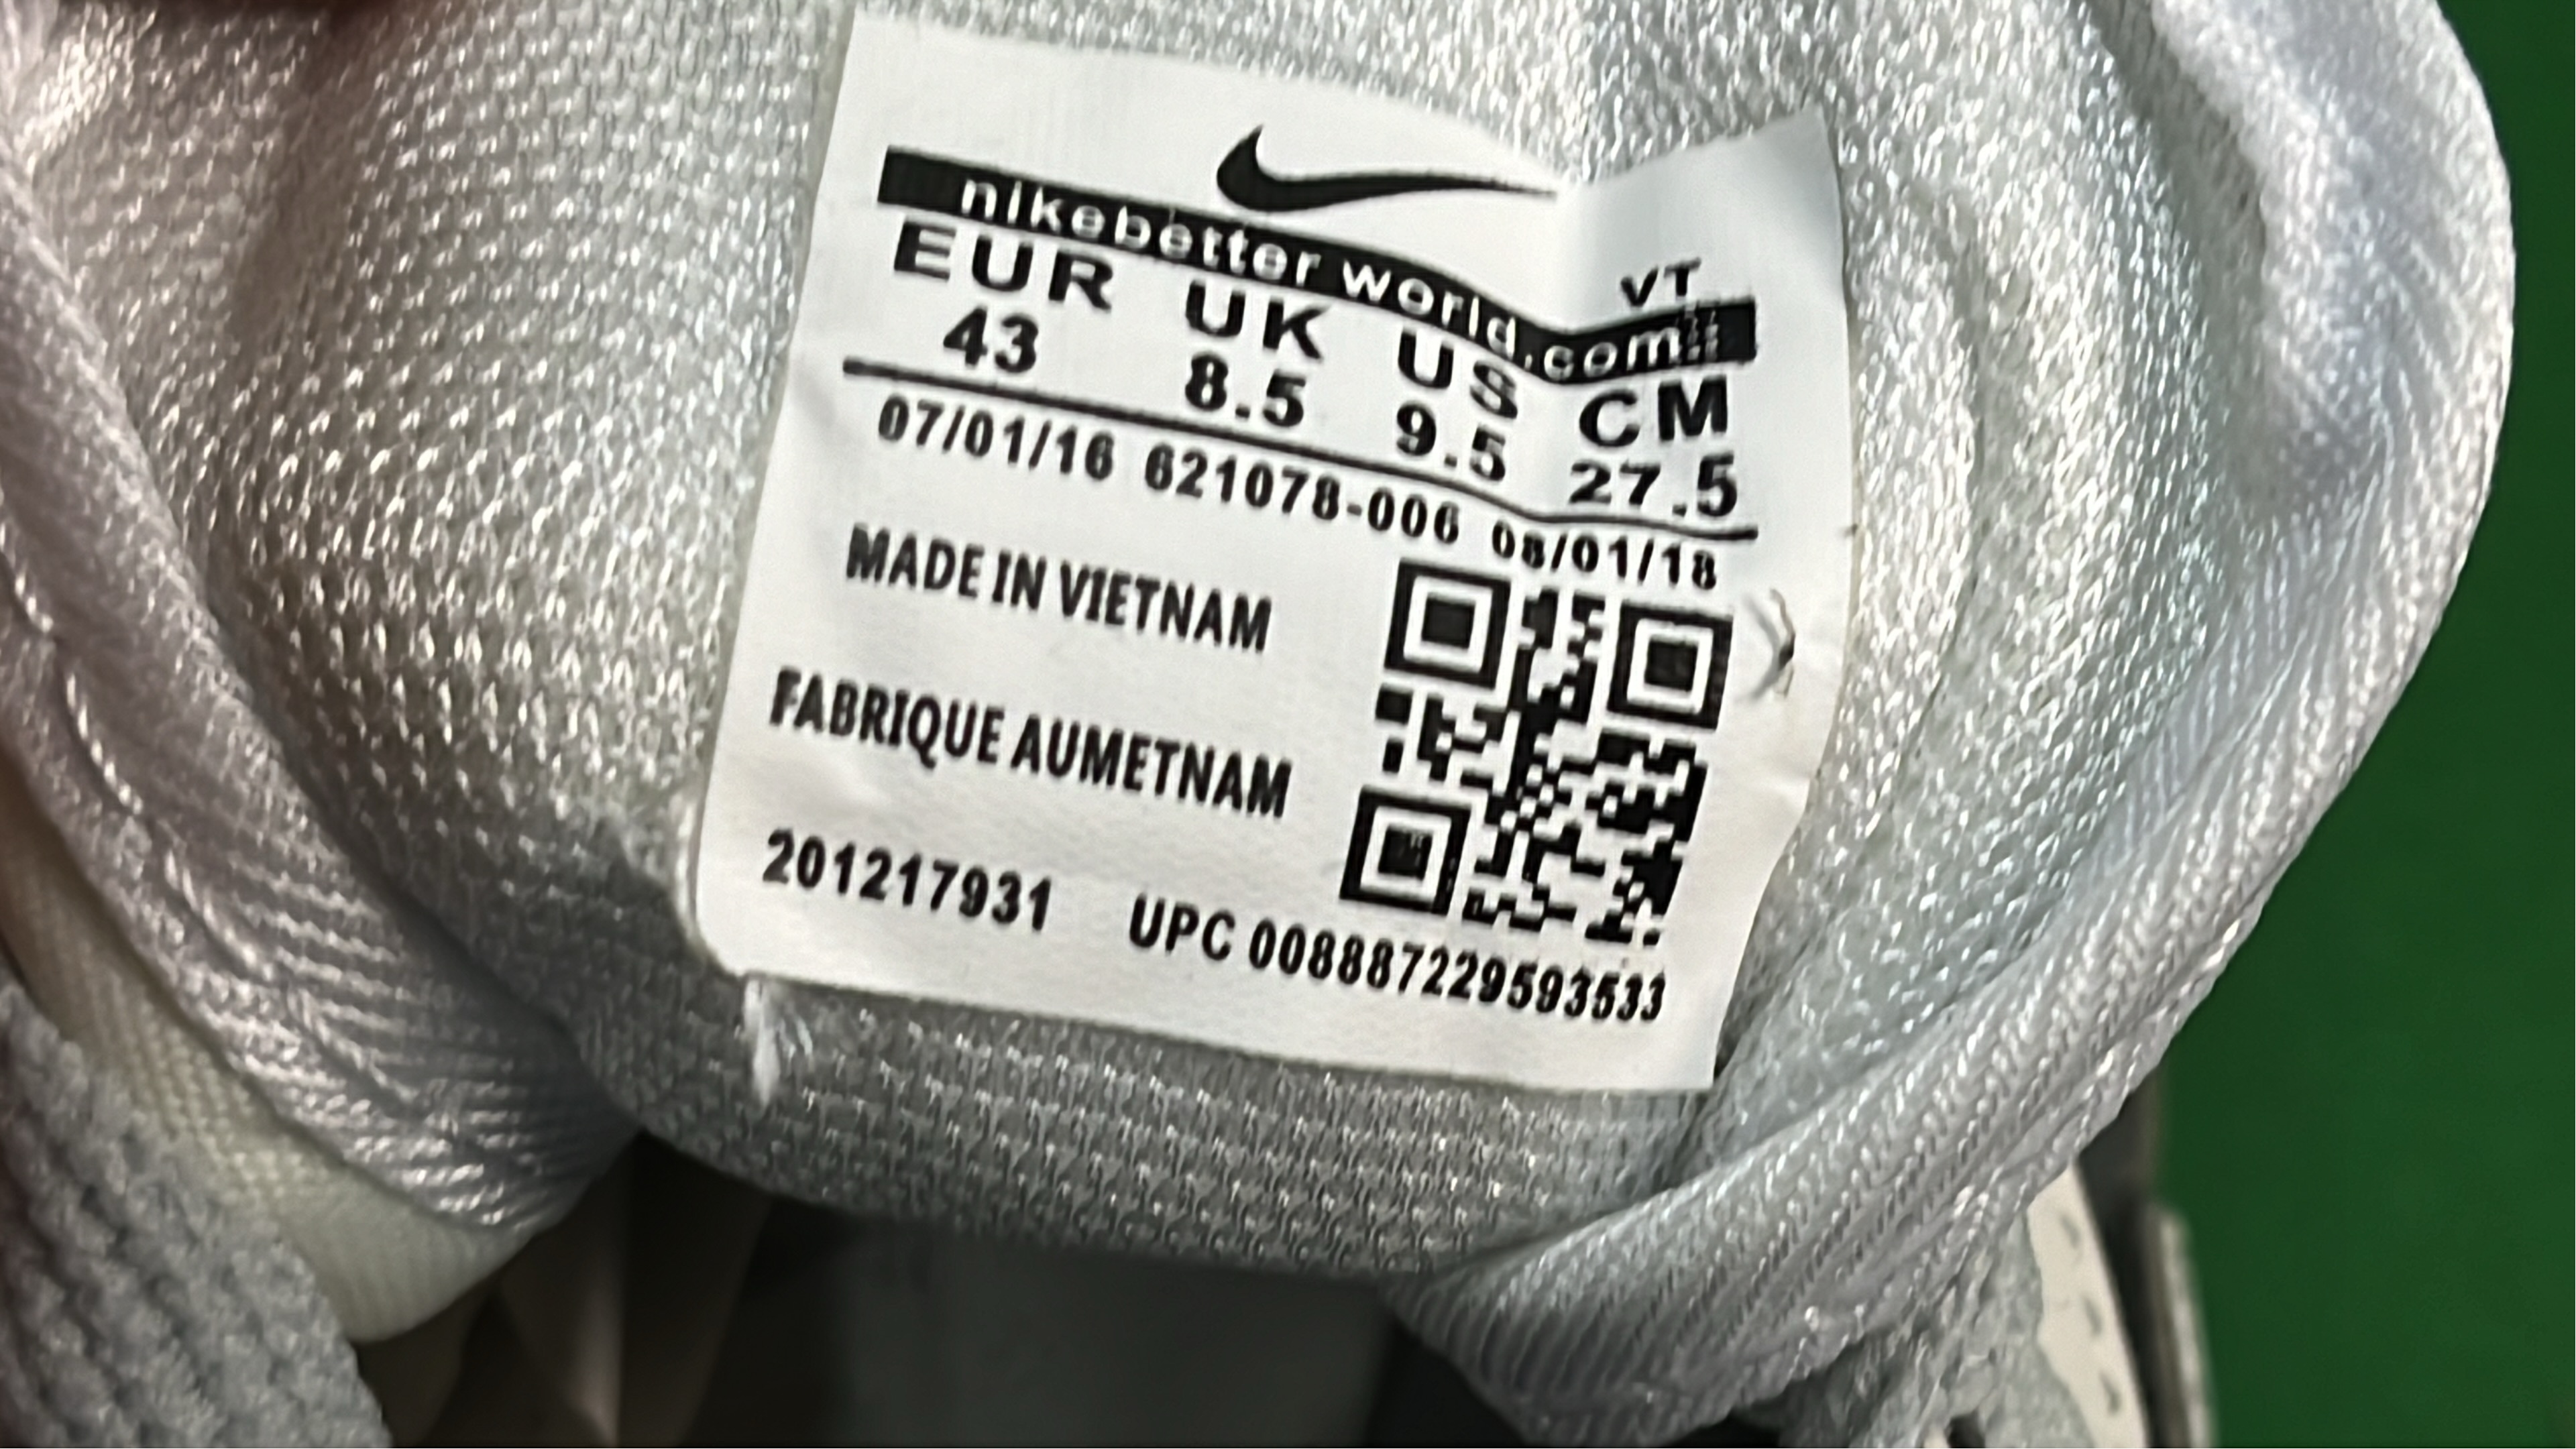 VT
nikebetter world.com
EUR UK US CM
43 8.5 9.5 27.5
07/01/16 621078-006 08/01/18
MADE IN VIETNAM
FABRIQUE AUMETNAM
201217931 UPC 008887229593533